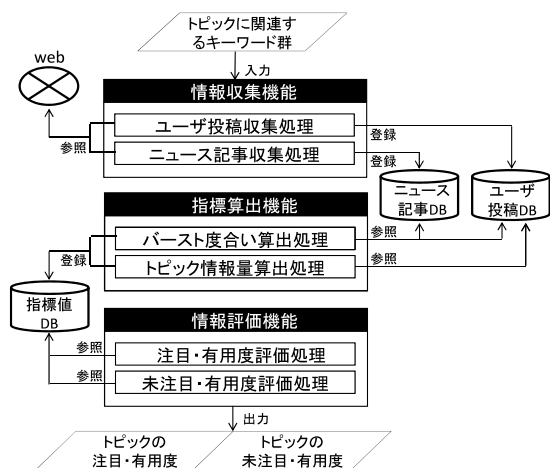 トピックに関連す
るキーワード群
web
入力
情報収集機能
ユーザ投稿収集処理
ニュース記事収集処理
参照
登録
登録
ニュース
記事DB
ユーザ
投稿DB
指標算出機能
バースト度合い算出処理
トピック情報量算出処理
登録
参照
参照
指標値
DB
情報評価機能
注目・有用度評価処理
未注目・有用度評価処理
参照
参照
出力
トピックの
注目・有用度
トピックの
未注目・有用度